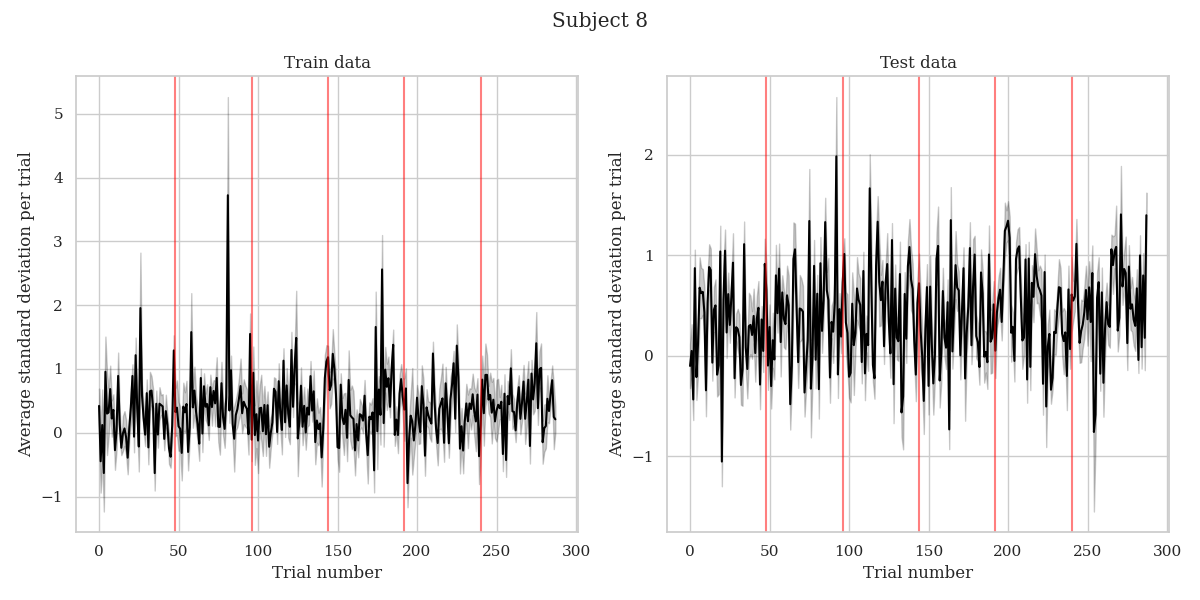 Subject 8
Train data
Average standard deviation per trial
5
4
3
2
1
0
−1
0 50 100 150 200 250 300
Trial number
Test data
Average standard deviation per trial
2
1
0
−1
0 50 100 150 200 250 300
Trial number